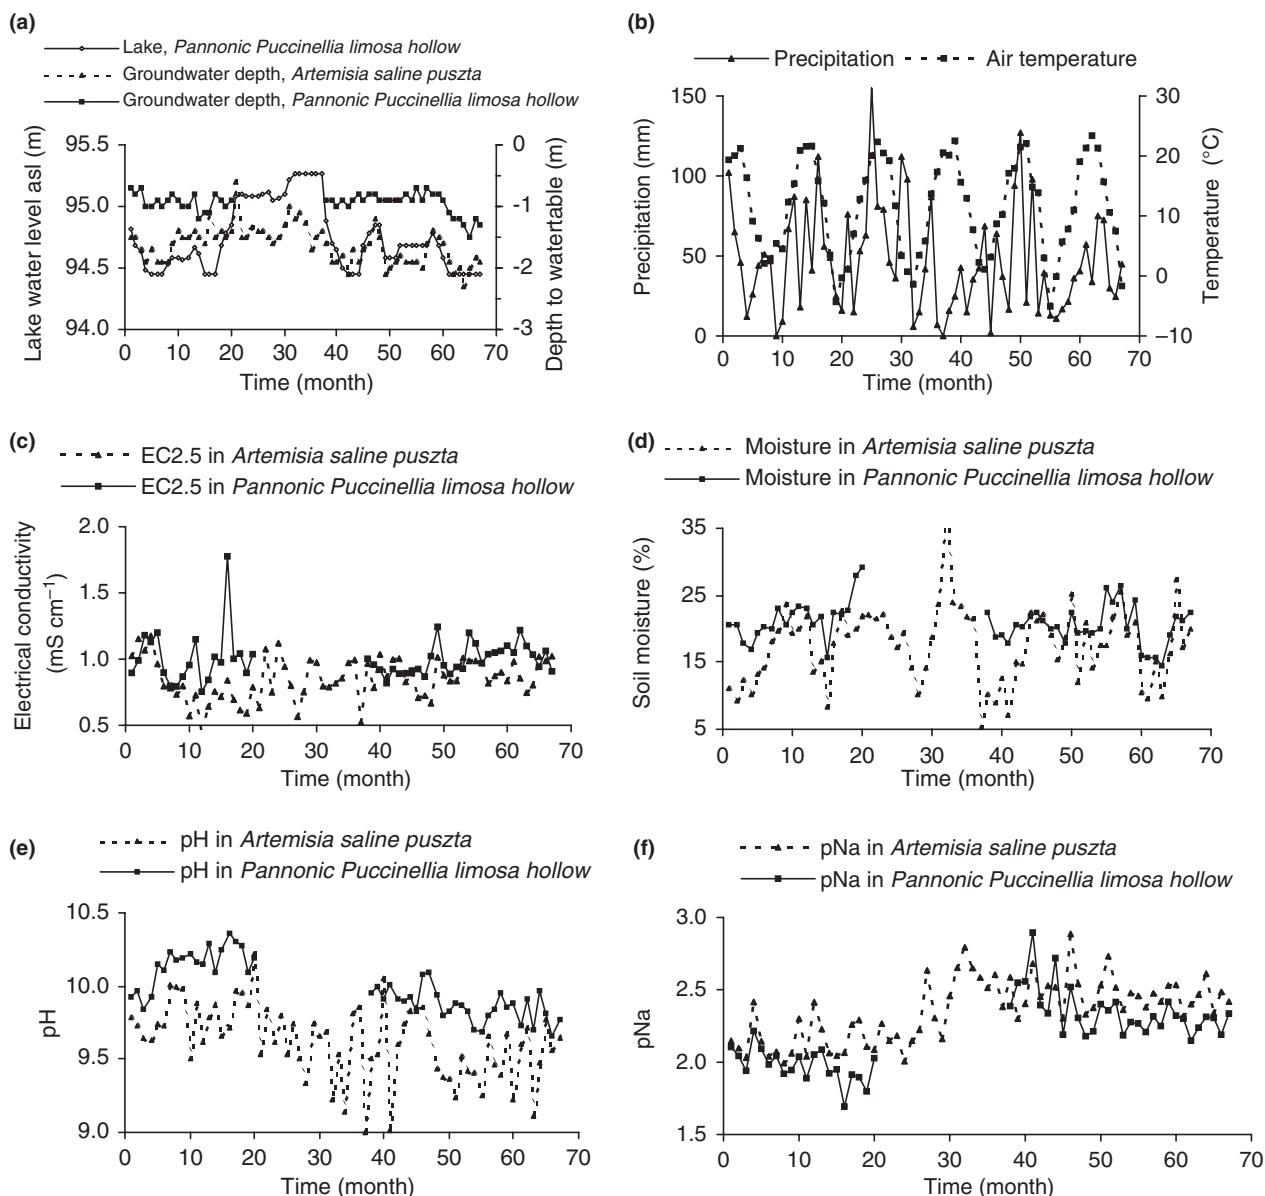 (a)
Lake, Pannonic Puccinellia limosa hollow
Groundwater depth, Artemisia saline puszta
Groundwater depth, Pannonic Puccinellia limosa hollow
Lake water level asl (m)
95.5
95.0
94.5
94.0
0
-1
-2
-3
Depth to watertable (m)
0 10 20 30 40 50 60 70
Time (month)
(b)
Precipitation Air temperature
Precipitation (mm)
150
100
50
0
30
20
10
0
−10
Temperature (°C)
0 10 20 30 40 50 60 70
Time (month)
(c)
EC2.5 in Artemisia saline puszta
EC2.5 in Pannonic Puccinellia limosa hollow
Electrical conductivity
(mS cm⁻¹)
2.0
1.5
1.0
0.5
0 10 20 30 40 50 60 70
Time (month)
(d)
Moisture in Artemisia saline puszta
Moisture in Pannonic Puccinellia limosa hollow
Soil moisture (%)
35
25
15
5
0 10 20 30 40 50 60 70
Time (month)
(e)
pH in Artemisia saline puszta
pH in Pannonic Puccinellia limosa hollow
pH
10.5
10.0
9.5
9.0
0 10 20 30 40 50 60 70
Time (month)
(f)
pNa in Artemisia saline puszta
pNa in Pannonic Puccinellia limosa hollow
pNa
3.0
2.5
2.0
1.5
0 10 20 30 40 50 60 70
Time (month)